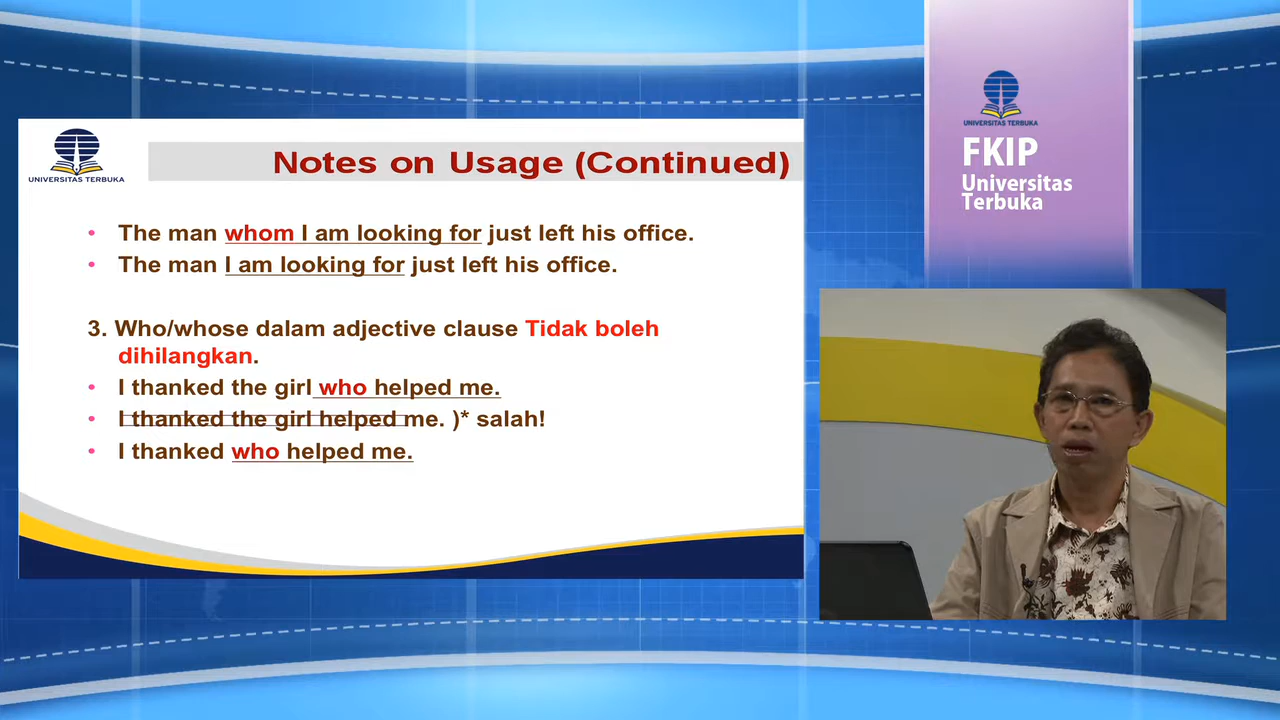 UNIVERSITAS TERBUKA
Notes on Usage (Continued)
• The man whom I am looking for just left his office.
• The man I am looking for just left his office.
3. Who/whose dalam adjective clause Tidak boleh
dihilangkan.
• I thanked the girl who helped me.
• I thanked the girl helped me. )* salah!
• I thanked who helped me.
UNIVERSITAS TERBUKA
FKIP
Universitas
Terbuka